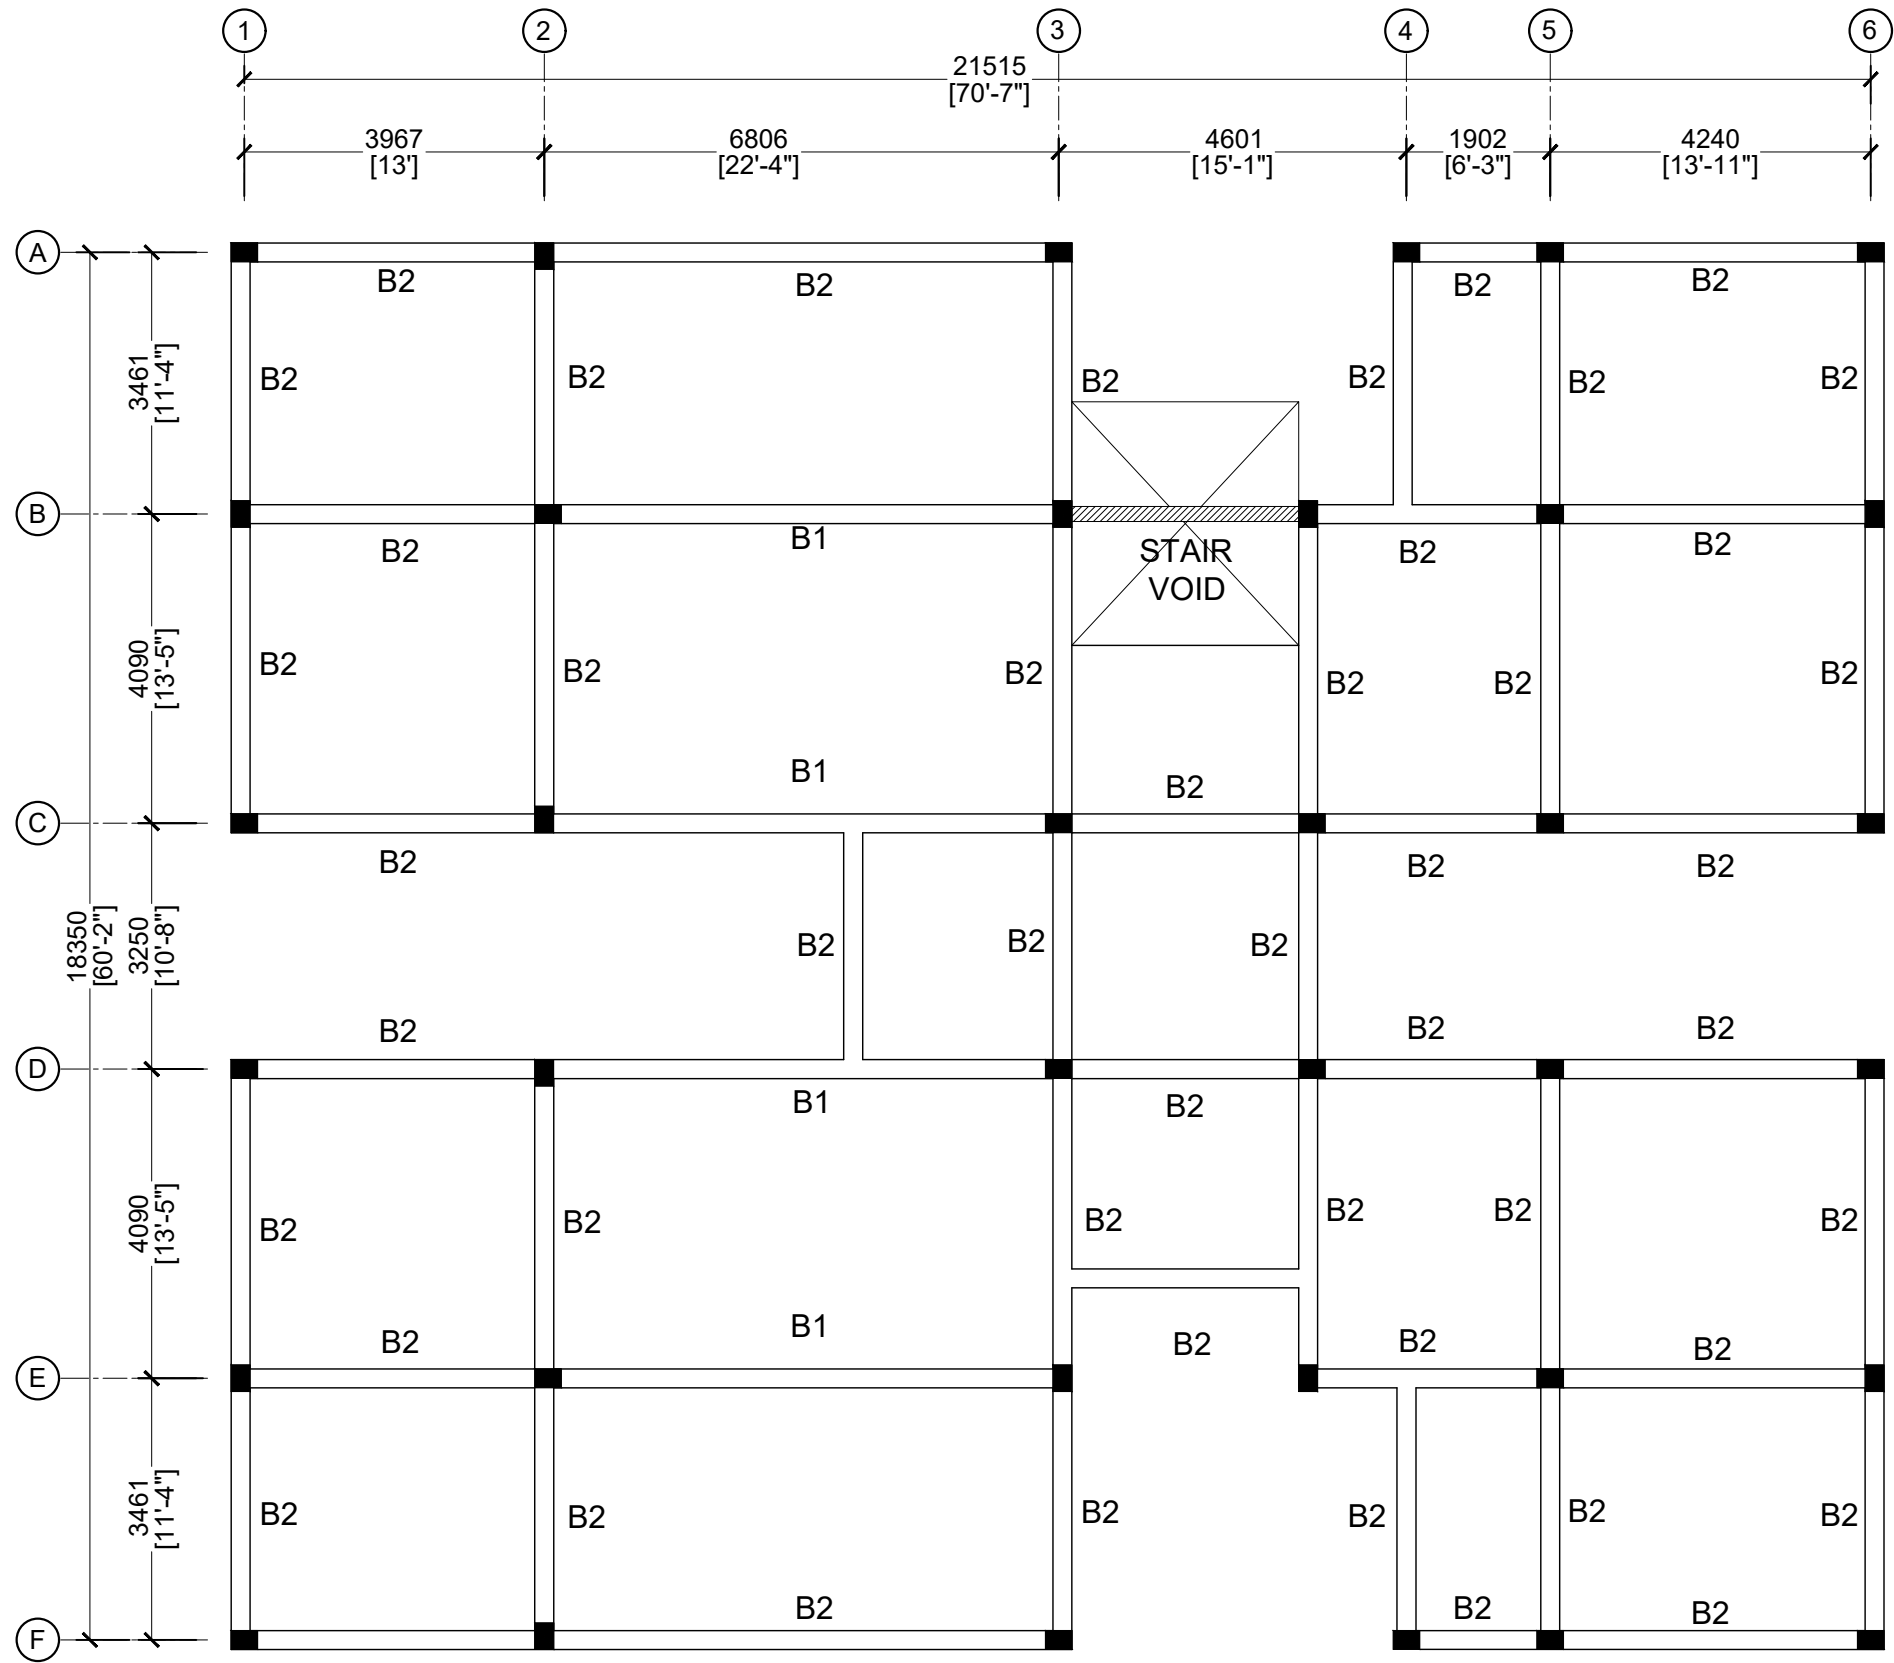 1 2 3 4 5 6
21515
[70'-7"]
3967 6806 4601 1902 4240
[13'] [22'-4"] [15'-1"] [6'-3"] [13'-11"]
A
B2 B2 B2 B2
3461
[11'-4"]
B2 B2 B2 B2 B2 B2
B
B2 B1 B2 B2
STAIR
VOID
4090
[13'-5"]
B2 B2 B2 B2 B2 B2
B1 B2
C
B2 B2 B2
18350
[60'-2"]
3250
[10'-8"]
B2 B2 B2
B2 B2 B2
D
B1 B2
4090
[13'-5"]
B2 B2 B2 B2 B2 B2
B2 B1 B2 B2 B2
E
3461
[11'-4"]
B2 B2 B2 B2 B2 B2
B2 B2 B2
F